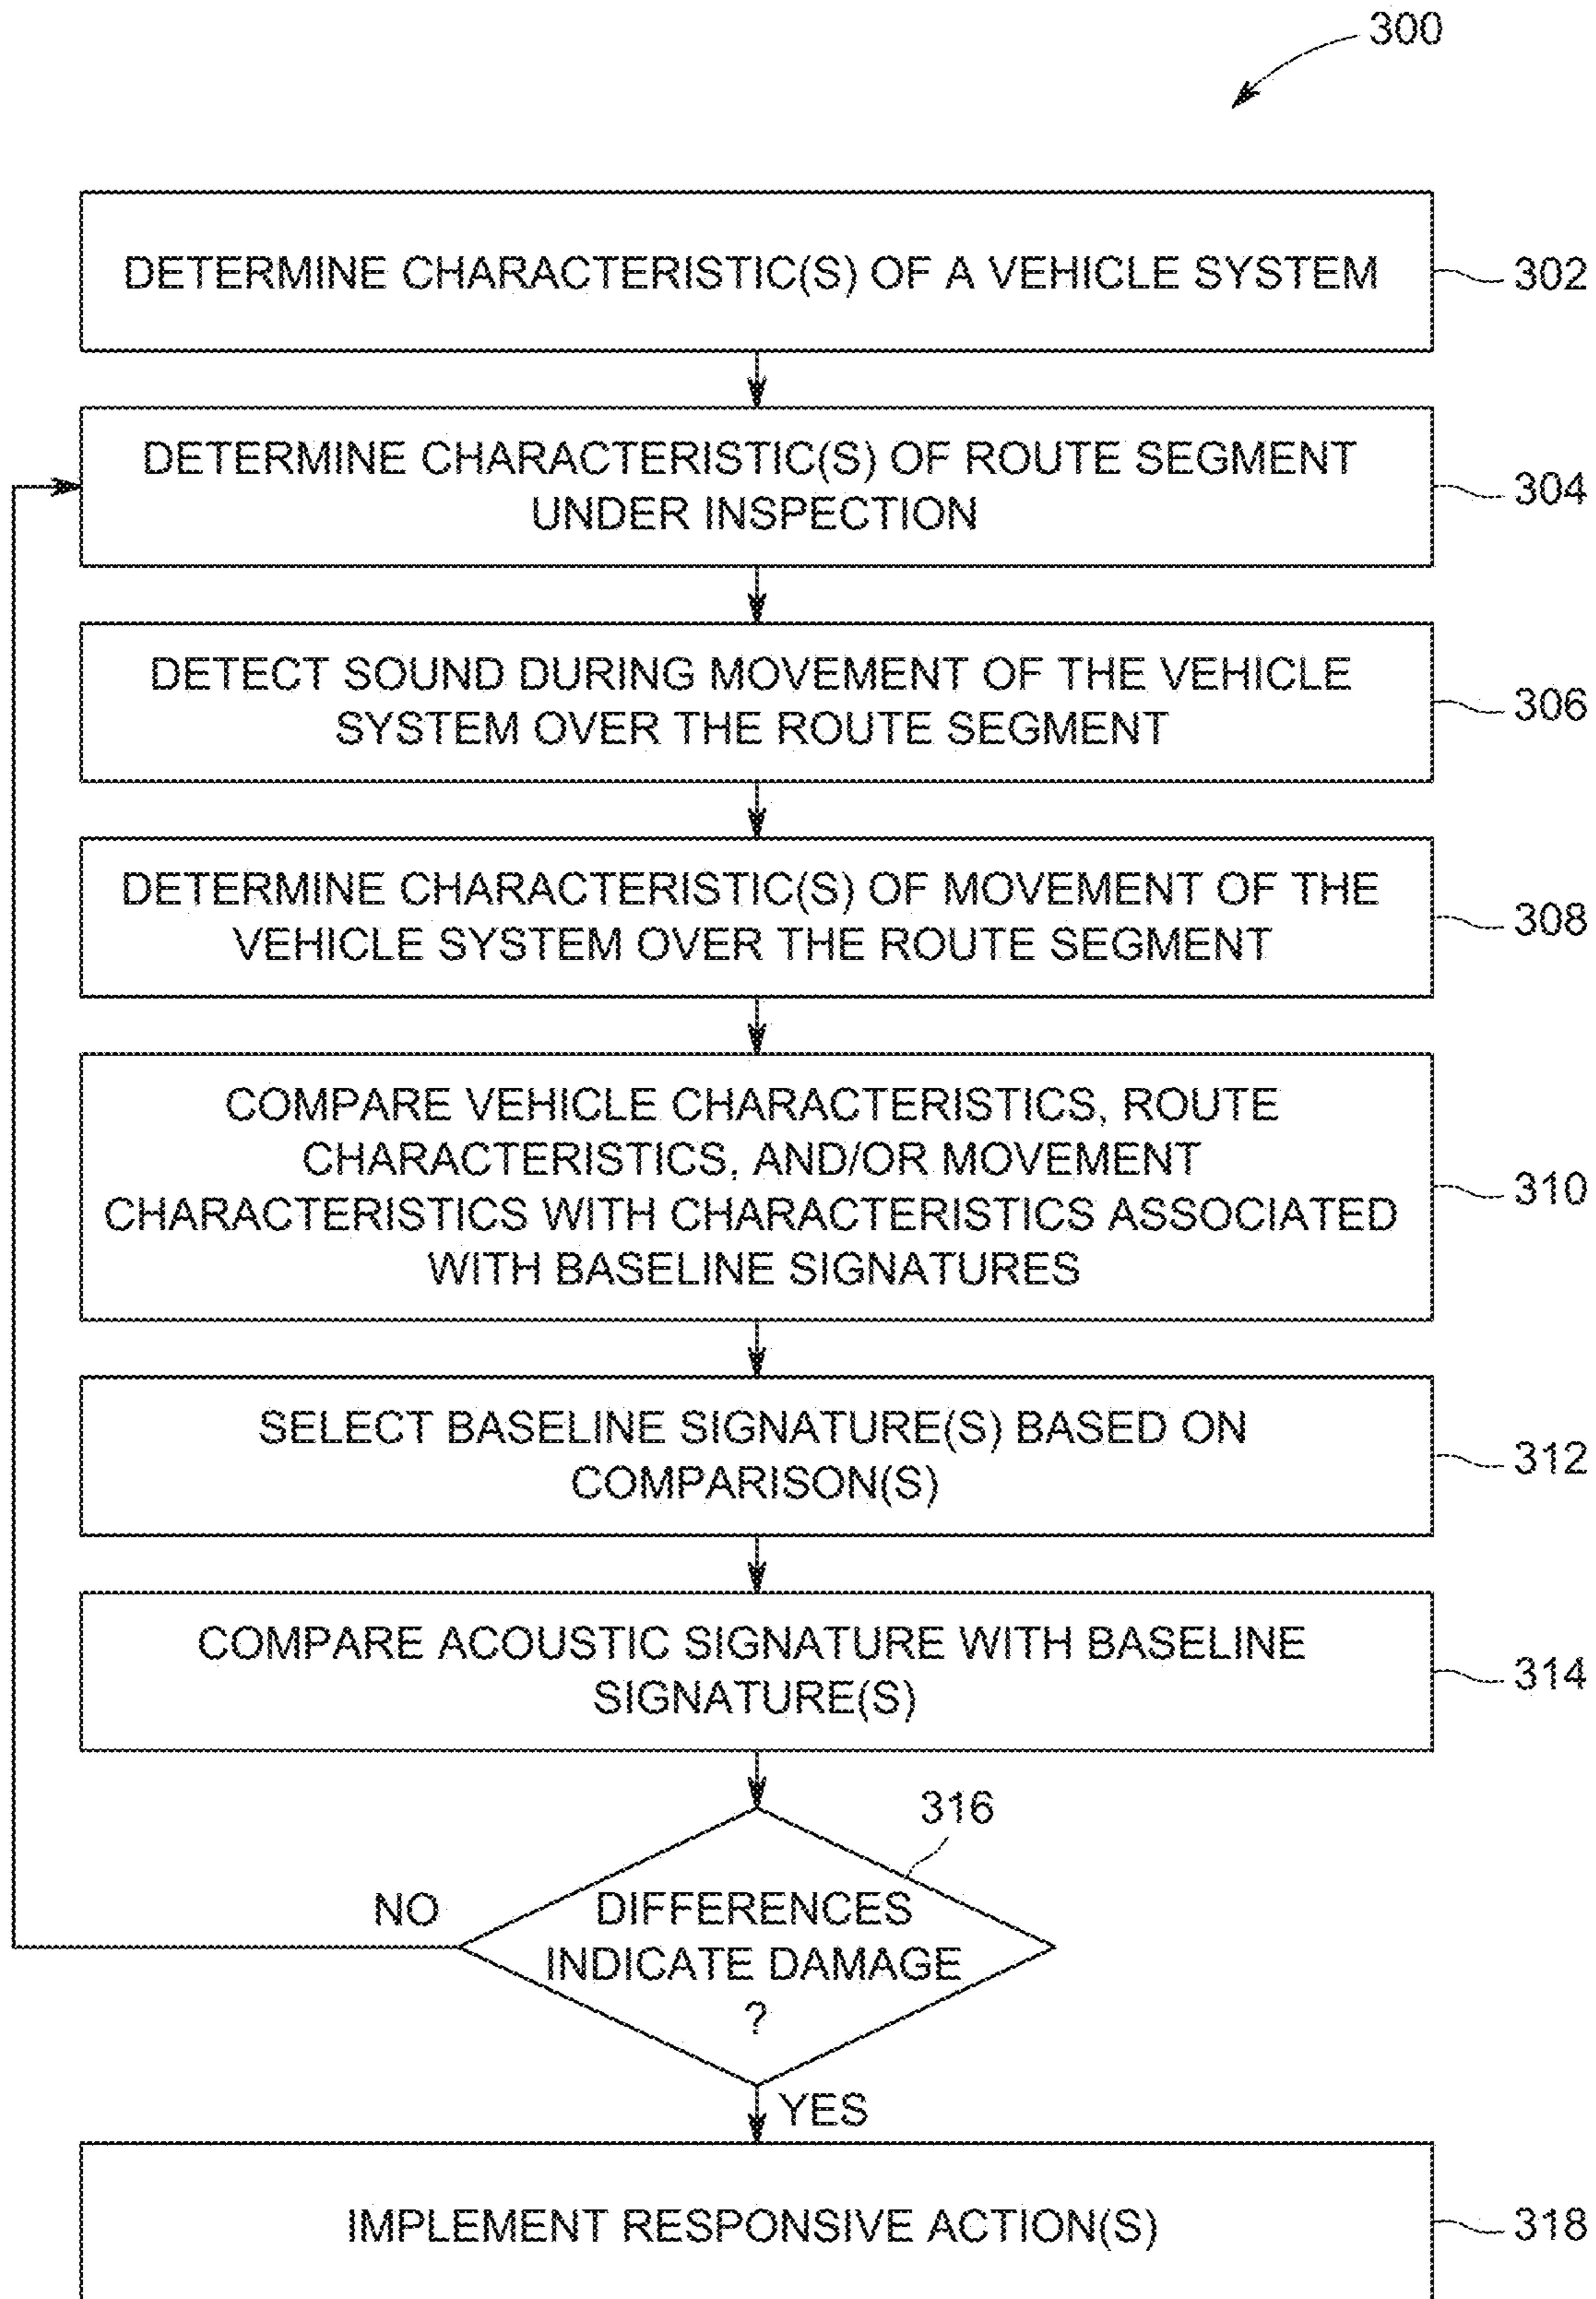 300
DETERMINE CHARACTERISTIC(S) OF A VEHICLE SYSTEM
302
DETERMINE CHARACTERISTIC(S) OF ROUTE SEGMENT
UNDER INSPECTION
304
DETECT SOUND DURING MOVEMENT OF THE VEHICLE
SYSTEM OVER THE ROUTE SEGMENT
306
DETERMINE CHARACTERISTIC(S) OF MOVEMENT OF THE
VEHICLE SYSTEM OVER THE ROUTE SEGMENT
308
COMPARE VEHICLE CHARACTERISTICS, ROUTE
CHARACTERISTICS, AND/OR MOVEMENT
CHARACTERISTICS WITH CHARACTERISTICS ASSOCIATED
WITH BASELINE SIGNATURES
310
SELECT BASELINE SIGNATURE(S) BASED ON
COMPARISON(S)
312
COMPARE ACOUSTIC SIGNATURE WITH BASELINE
SIGNATURE(S)
314
316
NO
DIFFERENCES
INDICATE DAMAGE
?
YES
IMPLEMENT RESPONSIVE ACTION(S)
318